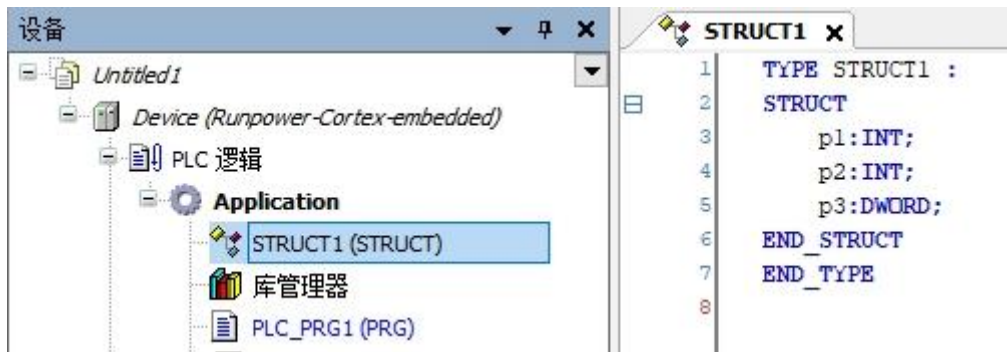 设备
Untitled1
Device (Runpower-Cortex-embedded)
PLC 逻辑
Application
STRUCT1 (STRUCT)
库管理器
PLC_PRG1 (PRG)
STRUCT1
1 TYPE STRUCT1 :
2 STRUCT
3 p1:INT;
4 p2:INT;
5 p3:DWORD;
6 END_STRUCT
7 END_TYPE
8